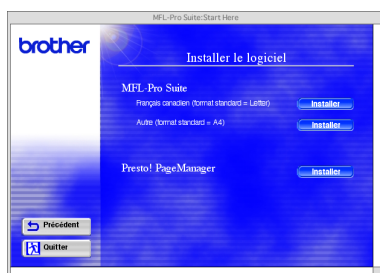 MFL-Pro Suite:Start Here
brother
Installer le logiciel
MFL-Pro Suite
Français canadien (format standard = Letter)
Installer
Autre (format standard = A4)
Installer
Presto! PageManager
Installer
Précédent
Quitter